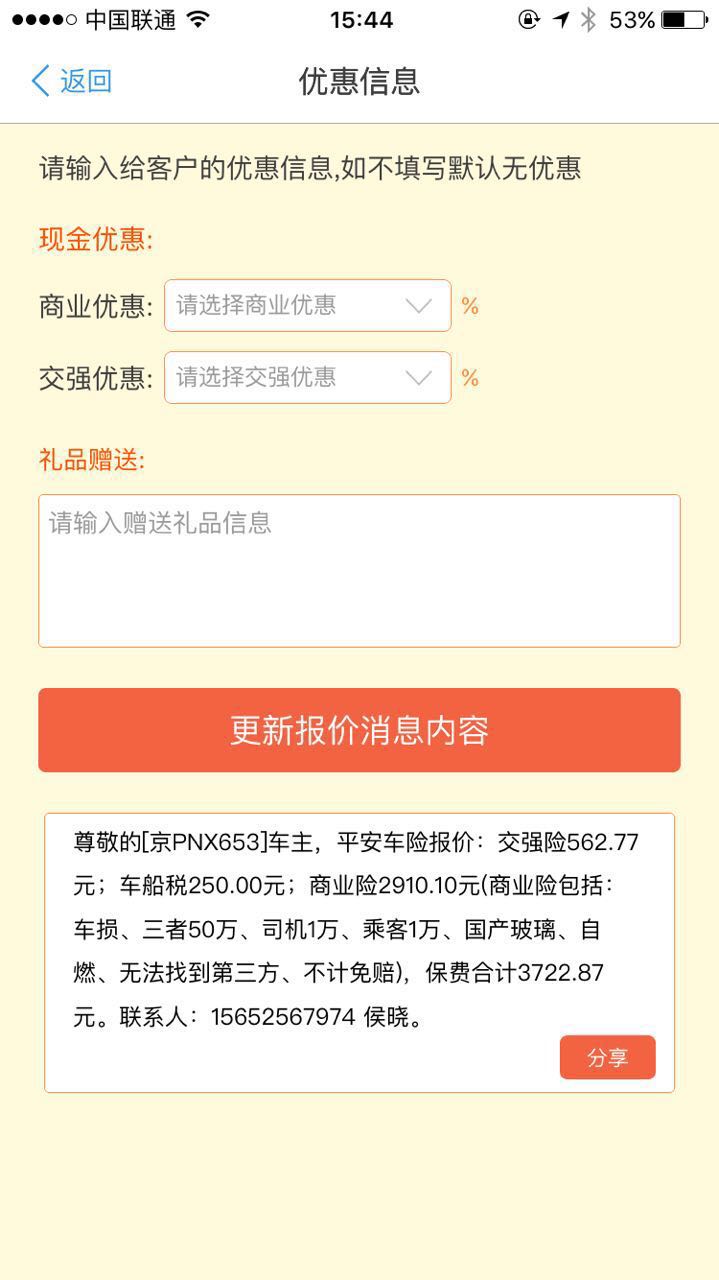 中国联通 15:44 53%
返回 优惠信息
请输入给客户的优惠信息,如不填写默认无优惠
现金优惠:
商业优惠: 请选择商业优惠 %
交强优惠: 请选择交强优惠 %
礼品赠送:
请输入赠送礼品信息
更新报价消息内容
尊敬的[京PNX653]车主，平安车险报价：交强险562.77
元；车船税250.00元；商业险2910.10元(商业险包括：
车损、三者50万、司机1万、乘客1万、国产玻璃、自
燃、无法找到第三方、不计免赔)，保费合计3722.87
元。联系人：15652567974 侯晓。
分享